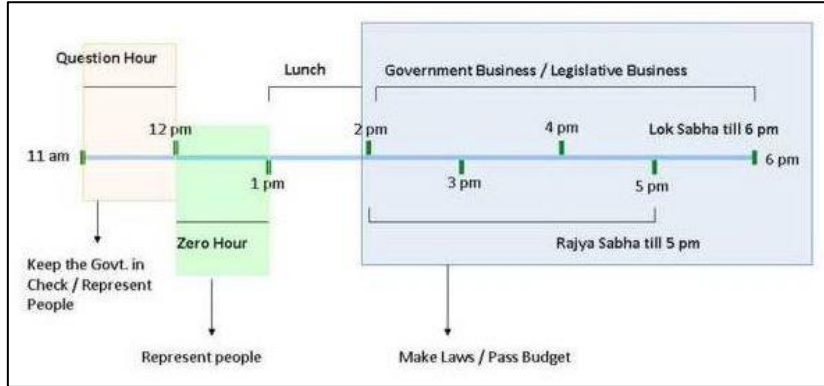 Question Hour
Lunch
Government Business / Legislative Business
12 pm
2 pm
4 pm
Lok Sabha till 6 pm
11 am
1 pm
3 pm
5 pm
6 pm
Zero Hour
Rajya Sabha till 5 pm
Keep the Govt. in
Check / Represent
People
Represent people
Make Laws / Pass Budget